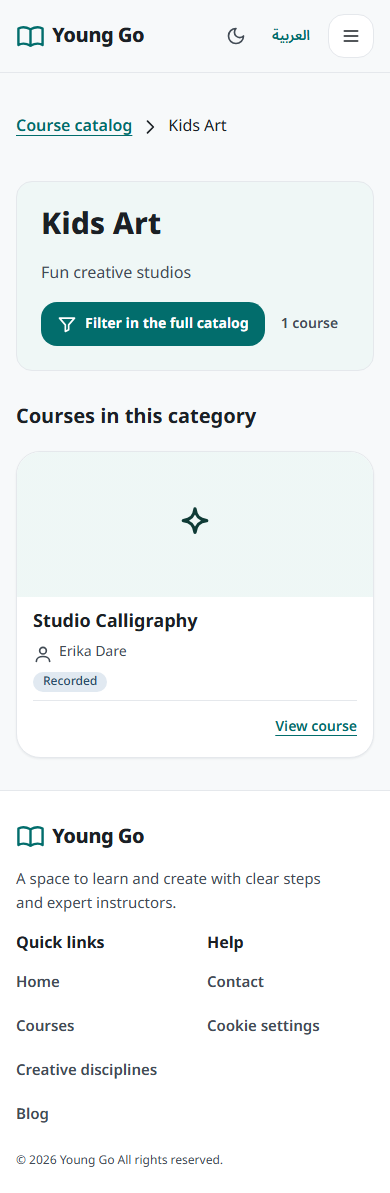 Young Go
العربية
Course catalog
Kids Art
Kids Art
Fun creative studios
Filter in the full catalog
1 course
Courses in this category
Studio Calligraphy
Erika Dare
Recorded
View course
Young Go
A space to learn and create with clear steps
and expert instructors.
Quick links
Help
Home
Contact
Courses
Cookie settings
Creative disciplines
Blog
© 2026 Young Go All rights reserved.